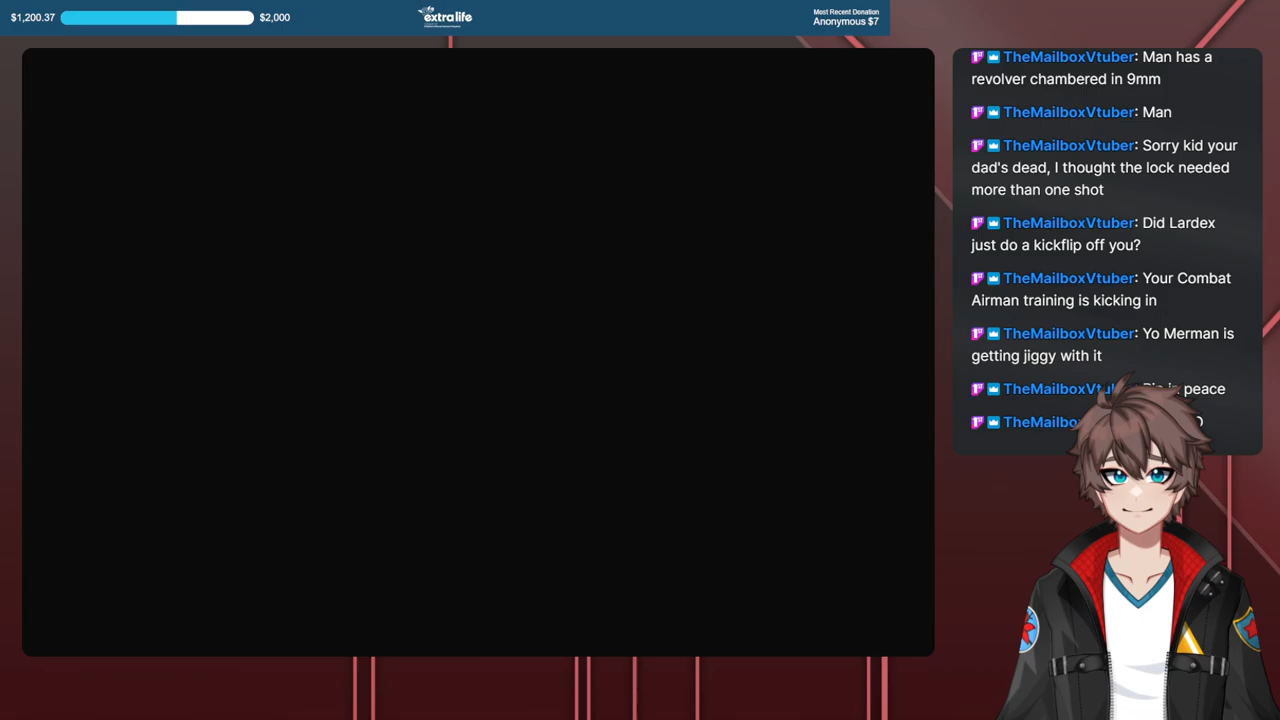 $1,200.37
$2,000
extralife
Most Recent Donation
Anonymous $7
TheMailboxVtuber: Man has a
revolver chambered in 9mm
TheMailboxVtuber: Man
TheMailboxVtuber: Sorry kid your
dad's dead, I thought the lock needed
more than one shot
TheMailboxVtuber: Did Lardex
just do a kickflip off you?
TheMailboxVtuber: Your Combat
Airman training is kicking in
TheMailboxVtuber: Yo Merman is
getting jiggy with it
TheMailboxVtu peace
TheMailbo